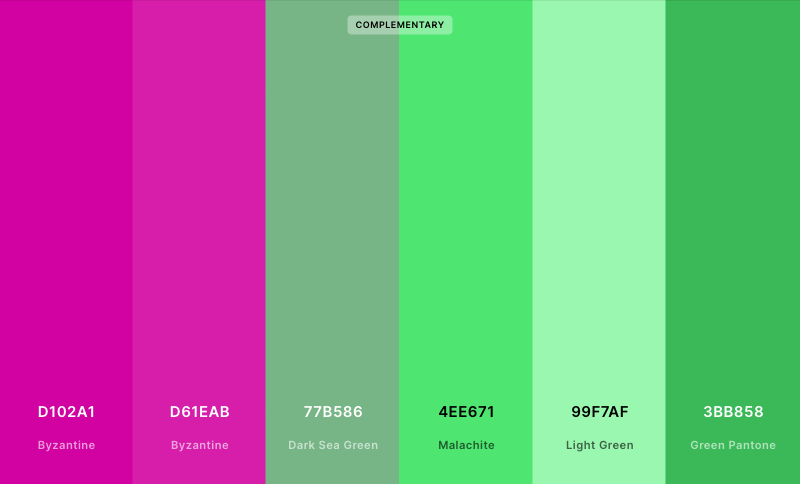 COMPLEMENTARY
D102A1 D61EAB 77B586 4EE671 99F7AF 3BB858
Byzantine Byzantine Dark Sea Green Malachite Light Green Green Pantone